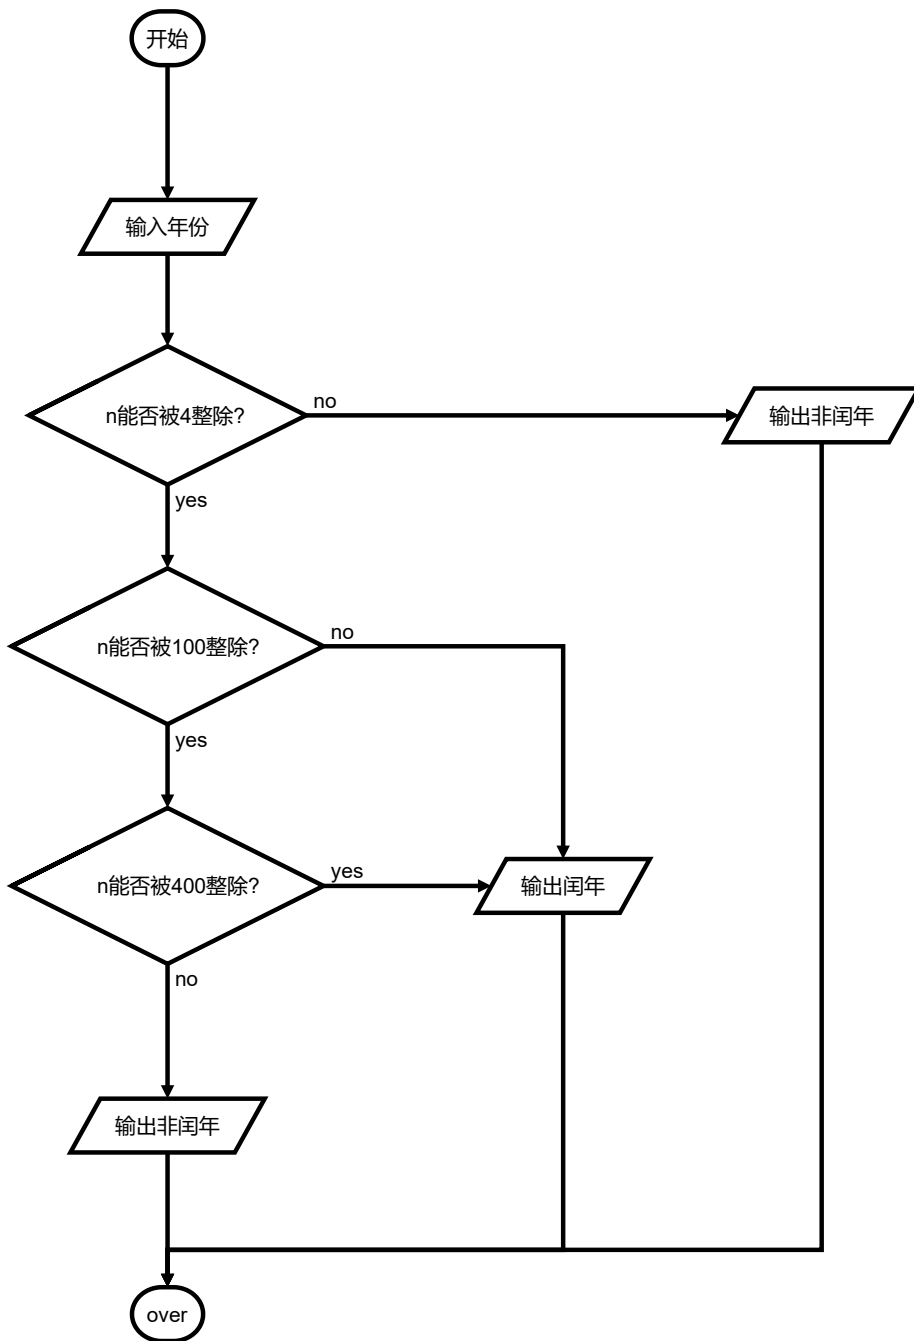 开始
输入年份
n能否被4整除?
no
输出非闰年
yes
n能否被100整除?
no
yes
n能否被400整除?
yes
输出闰年
no
输出非闰年
over